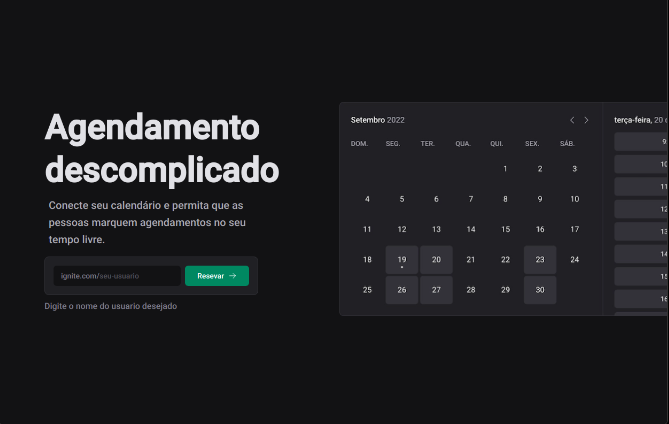 Agendamento
descomplicado
Conecte seu calendário e permita que as
pessoas marquem agendamentos no seu
tempo livre.
ignite.com/seu-usuario
Resevar →
Digite o nome do usuario desejado
Setembro 2022
DOM. SEG. TER. QUA. QUI. SEX. SÁB.
1 2 3
4 5 6 7 8 9 10
11 12 13 14 15 16 17
18 19 20 21 22 23 24
25 26 27 28 29 30
terça-feira, 20
9
10
11
12
13
14
15
16